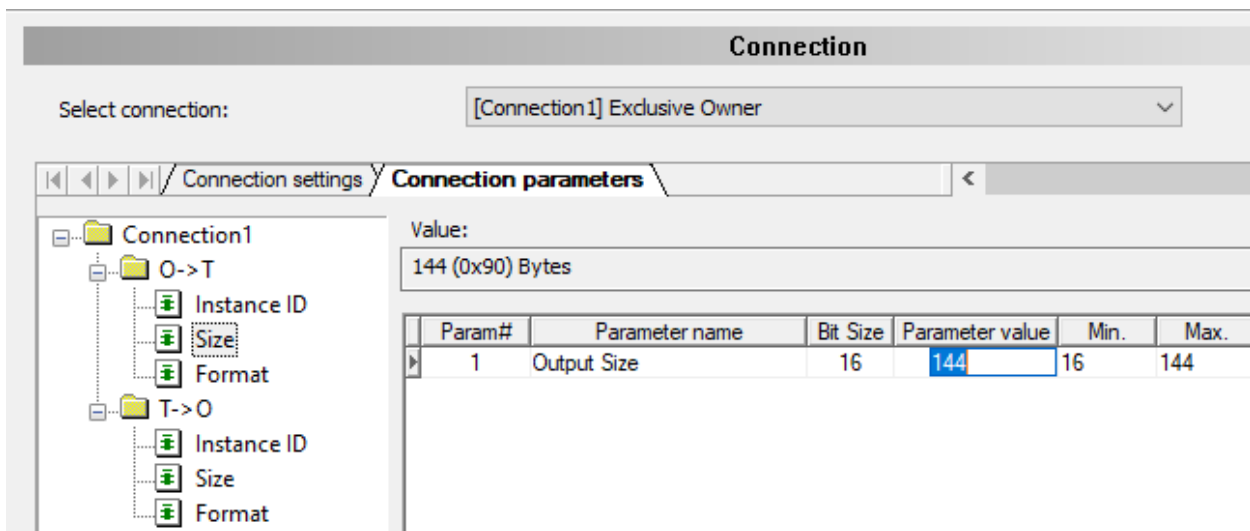 Connection
Select connection: [Connection1] Exclusive Owner
Connection settings Connection parameters <
Connection1
O->T
Instance ID
Size
Format
T->O
Instance ID
Size
Format
Value:
144 (0x90) Bytes
Param# Parameter name Bit Size Parameter value Min. Max.
1 Output Size 16 144 16 144